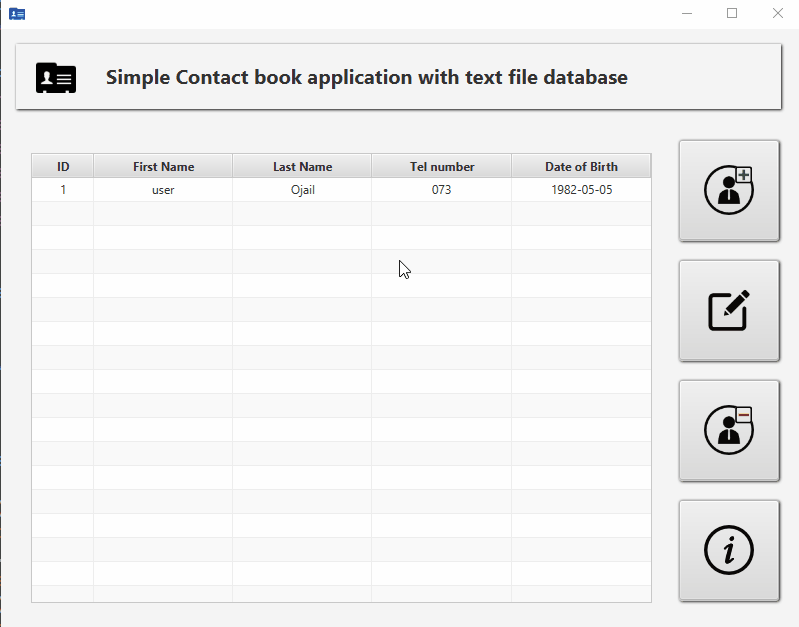 Simple Contact book application with text file database
ID First Name Last Name Tel number Date of Birth
1 user Ojail 073 1982-05-05